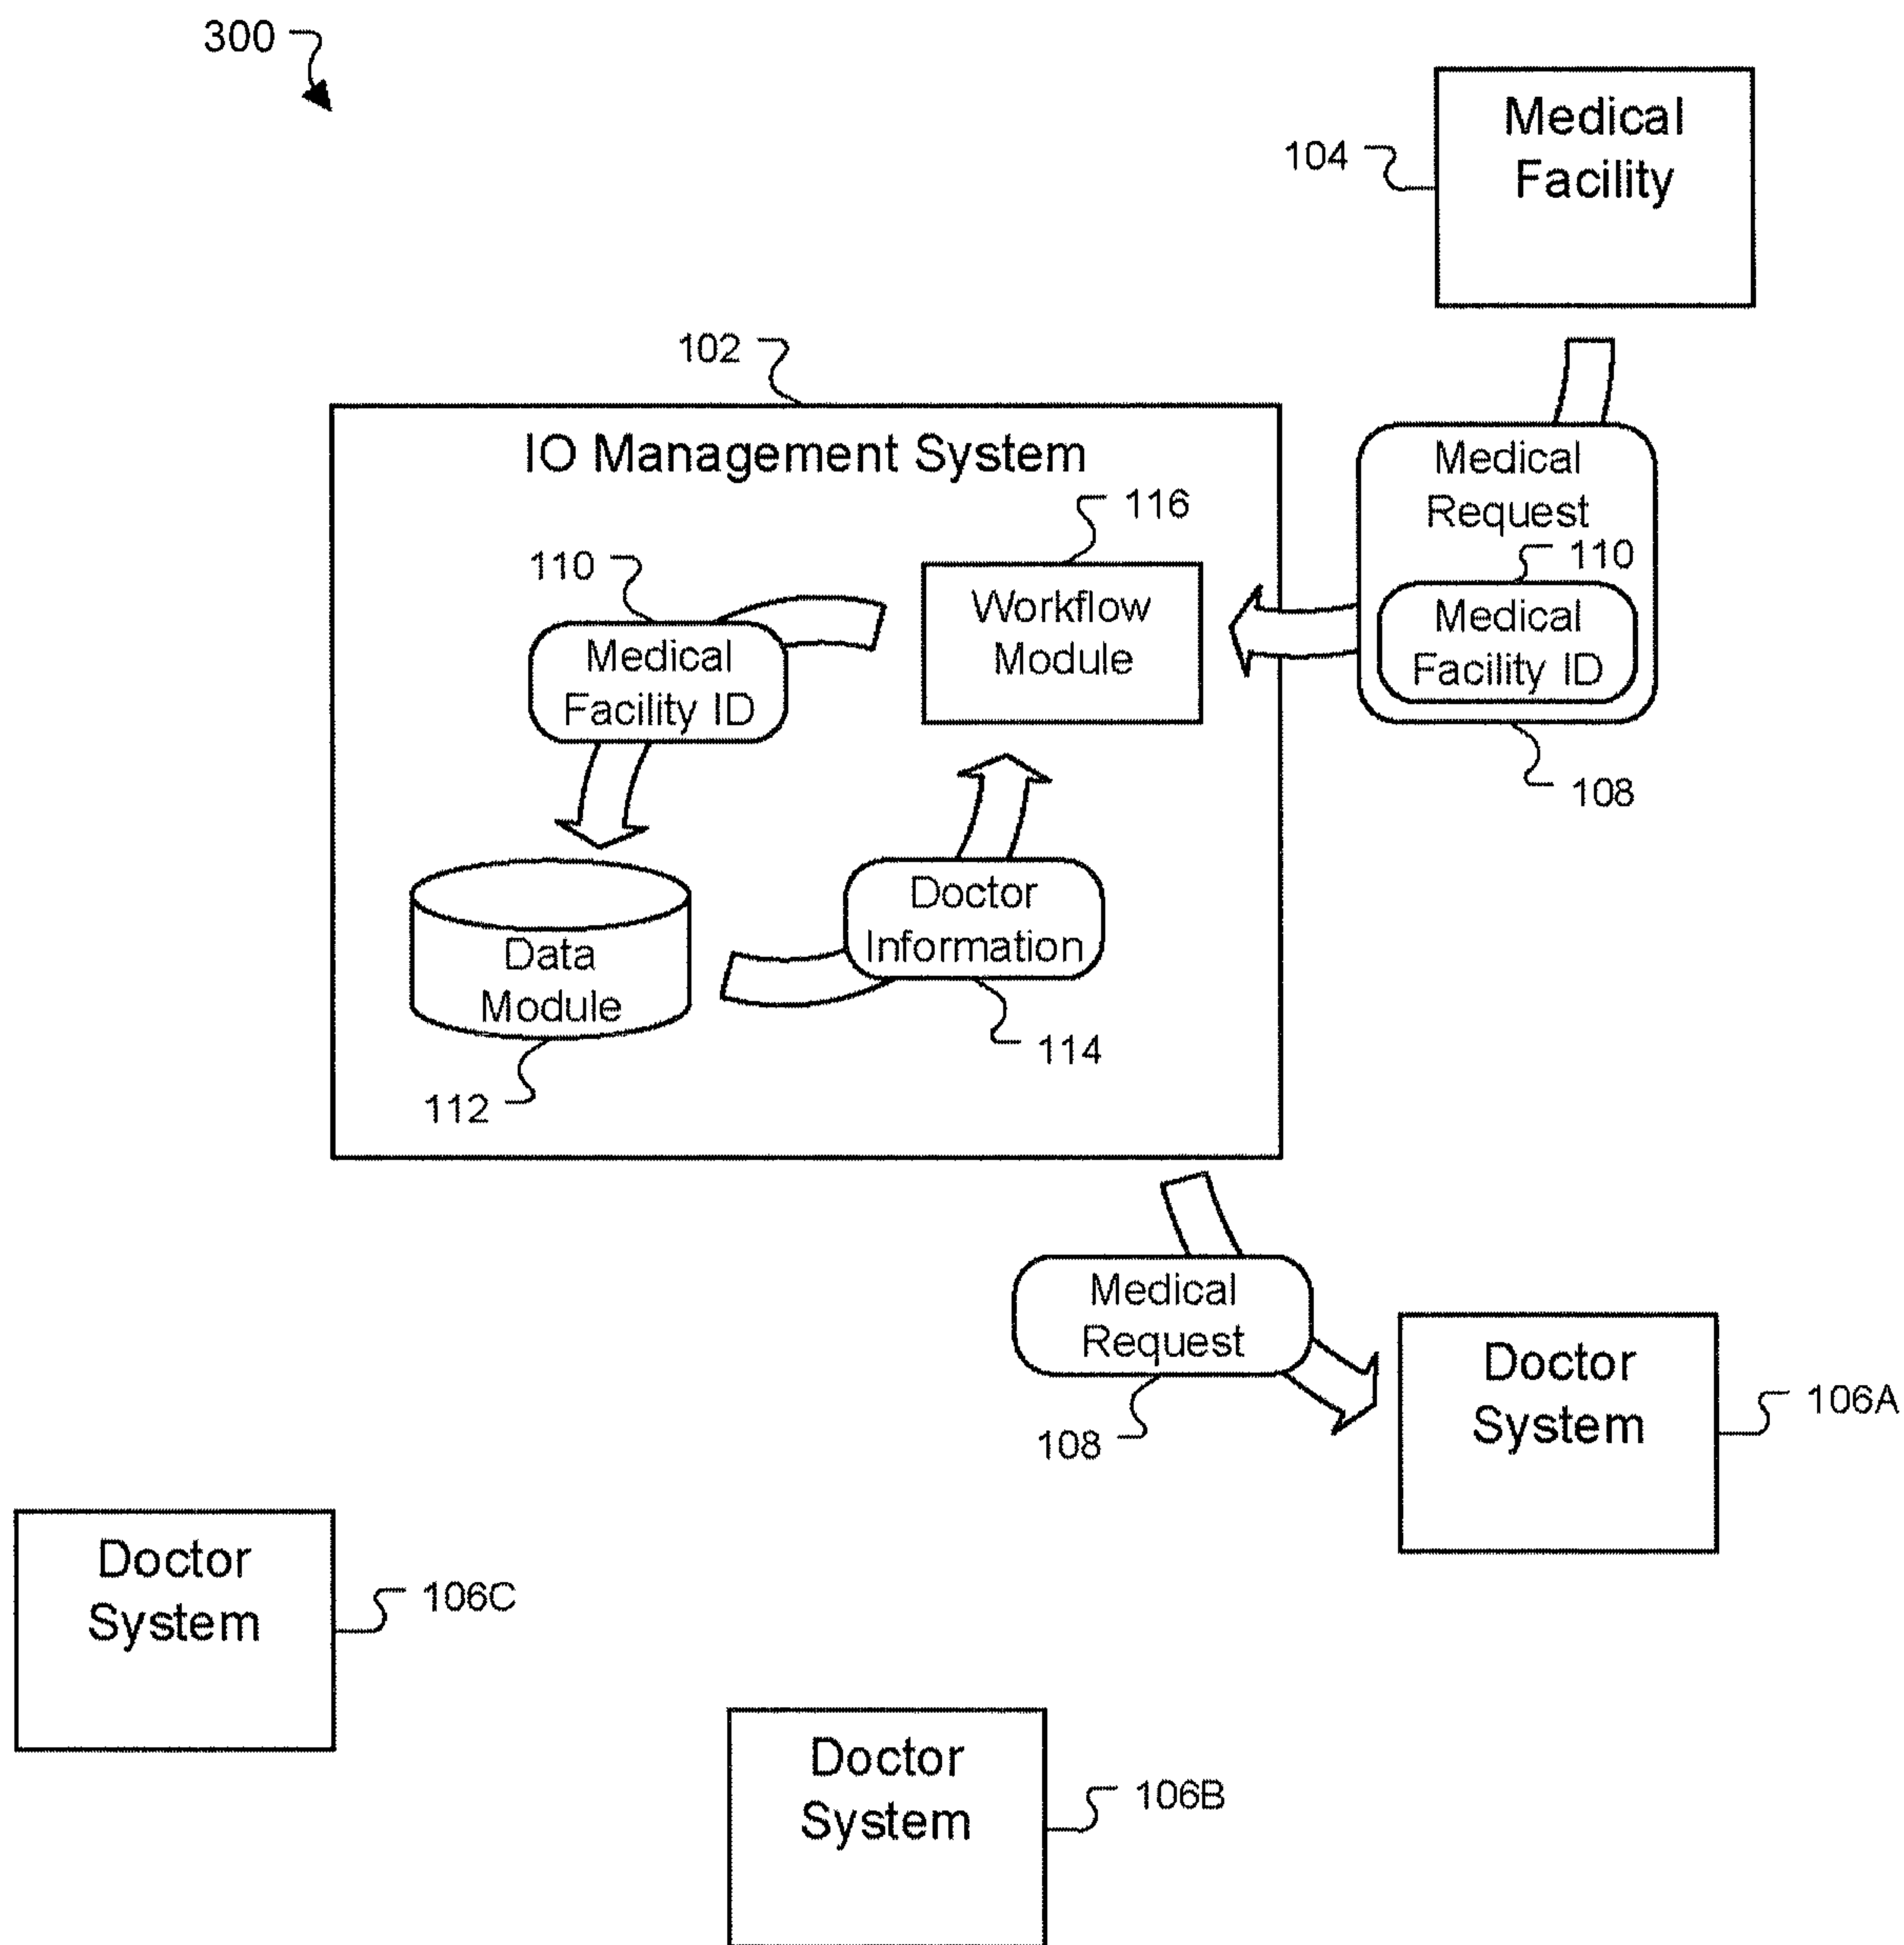 300
Medical
Facility
104
102
IO Management System
116
Medical
Request
110
Medical
Facility ID
108
110
Medical
Facility ID
Workflow
Module
Data
Module
112
Doctor
Information
114
Medical
Request
108
Doctor
System
106A
Doctor
System
106C
Doctor
System
106B